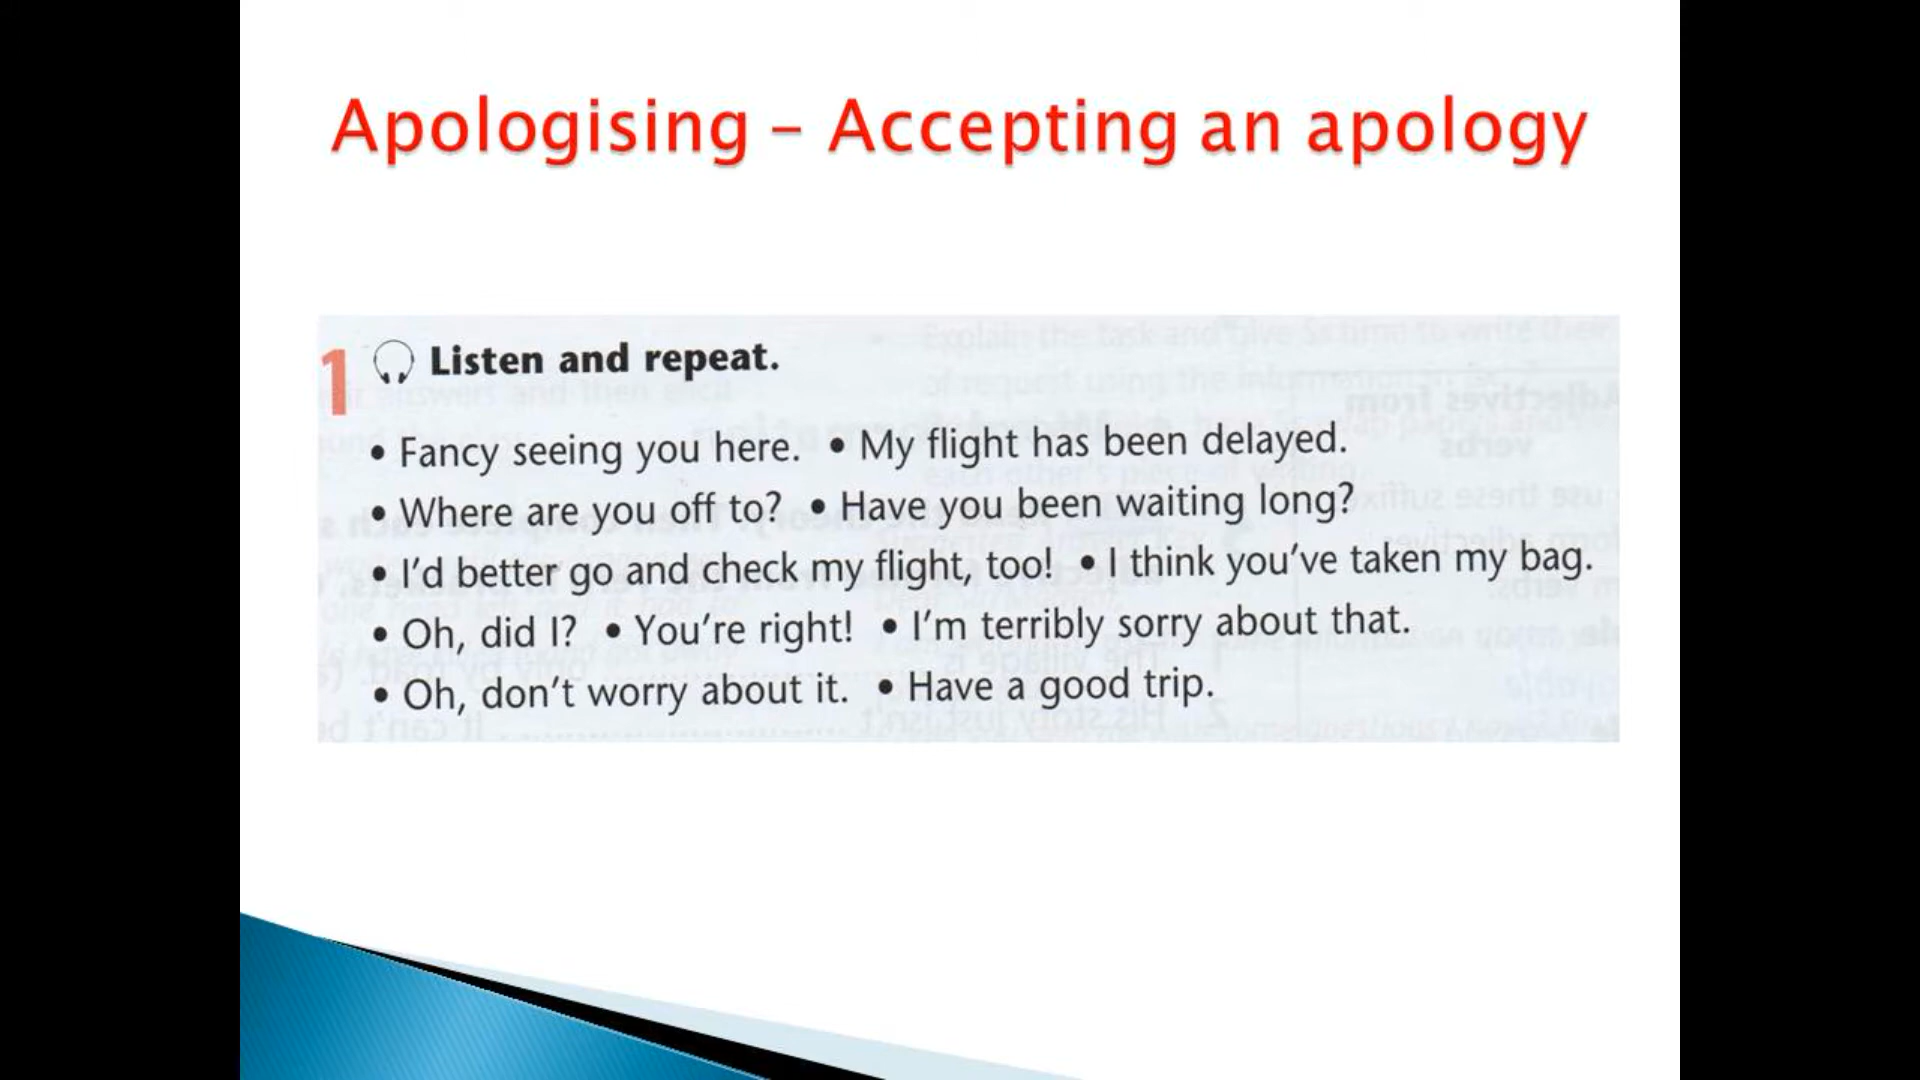 Apologising – Accepting an apology
1 Listen and repeat.
• Fancy seeing you here. • My flight has been delayed.
• Where are you off to? • Have you been waiting long?
• I'd better go and check my flight, too! • I think you've taken my bag.
• Oh, did I? • You're right! • I'm terribly sorry about that.
• Oh, don't worry about it. • Have a good trip.